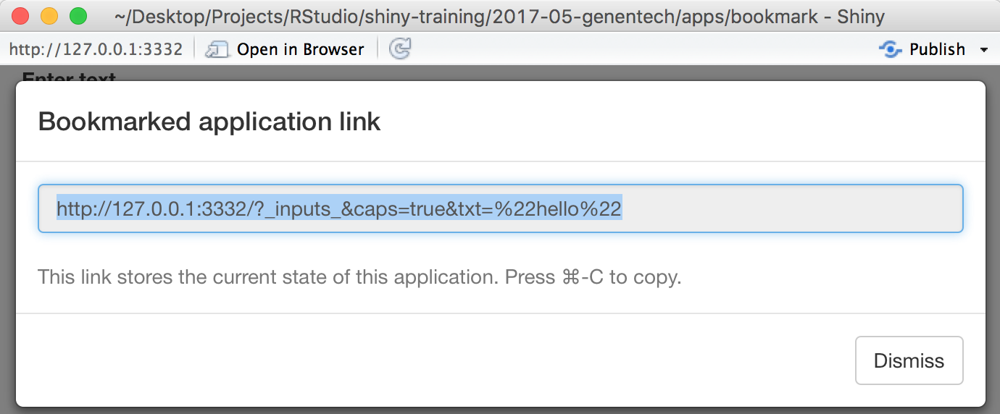 ~/Desktop/Projects/RStudio/shiny-training/2017-05-genentech/apps/bookmark - Shiny
http://127.0.0.1:3332 Open in Browser Publish
Enter text
Bookmarked application link
http://127.0.0.1:3332/?_inputs_&caps=true&txt=%22hello%22
This link stores the current state of this application. Press ⌘-C to copy.
Dismiss